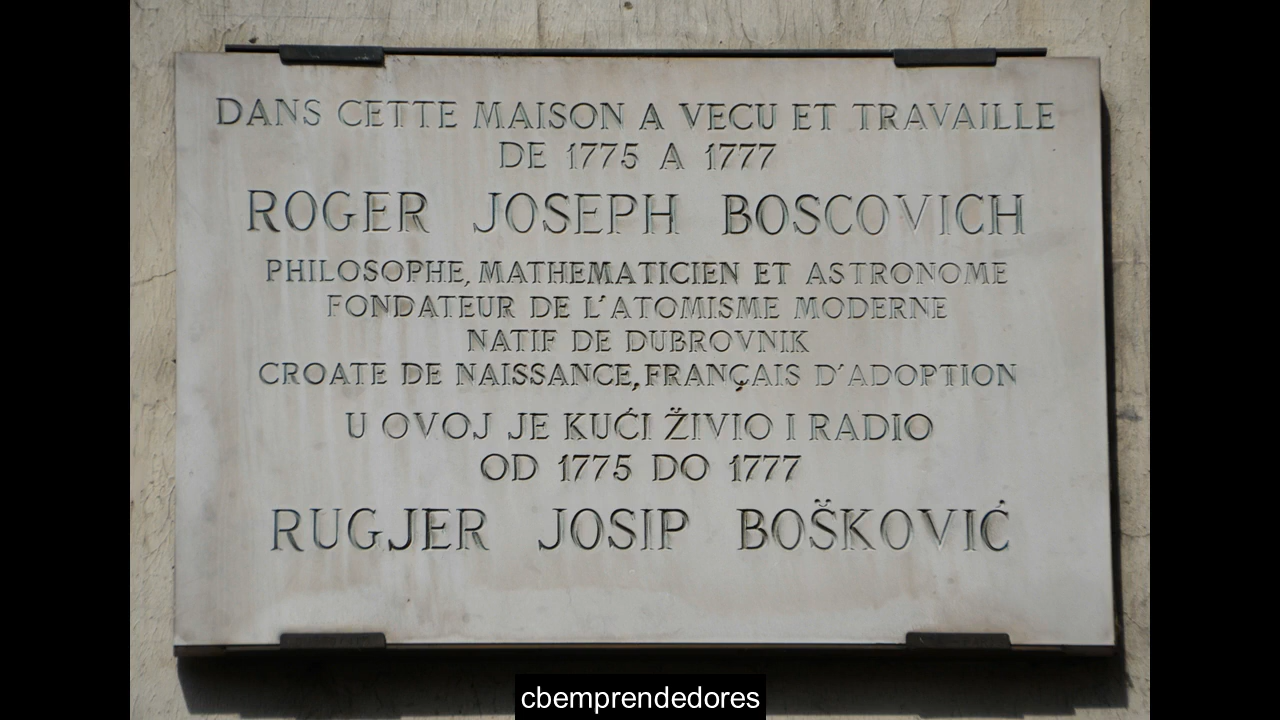 DANS CETTE MAISON A VECU ET TRAVAILLE
DE 1775 A 1777
ROGER JOSEPH BOSCOVICH
PHILOSOPHE, MATHEMATICIEN ET ASTRONOME
FONDATEUR DE L'ATOMISME MODERNE
NATIF DE DUBROVNIK
CROATE DE NAISSANCE, FRANÇAIS D'ADOPTION
U OVOJ JE KUĆI ŽIVIO I RADIO
OD 1775 DO 1777
RUGJER JOSIP BOŠKOVIĆ
cbemprendedores